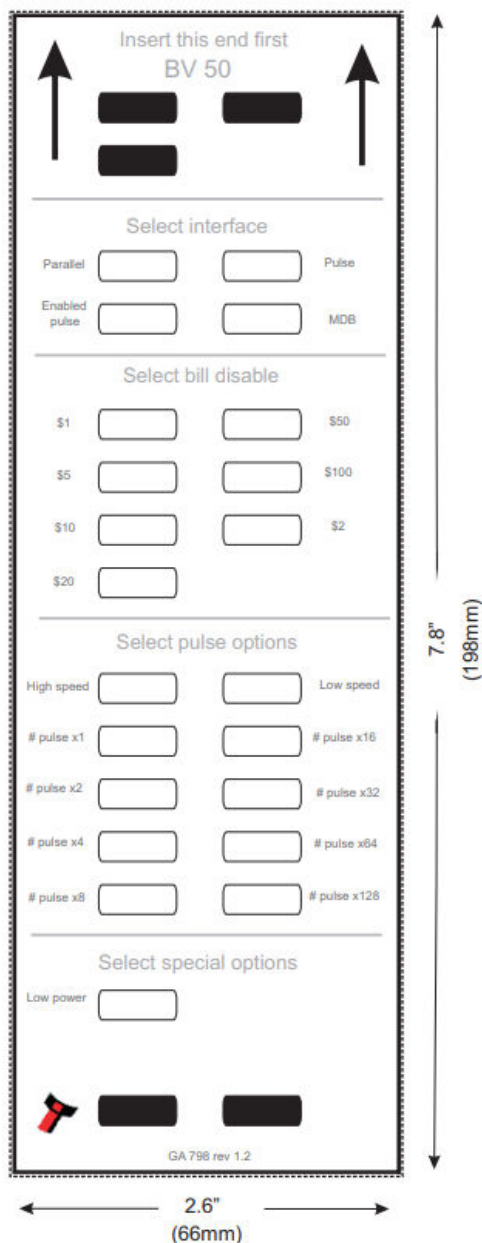 Insert this end first
BV 50
Select interface
Parallel
Pulse
Enabled
pulse
MDB
Select bill disable
$1
$50
$5
$100
$10
$2
$20
Select pulse options
High speed
Low speed
# pulse x1
# pulse x16
# pulse x2
# pulse x32
# pulse x4
# pulse x64
# pulse x8
# pulse x128
Select special options
Low power
GA 798 rev 1.2
7.8"
(198mm)
2.6"
(66mm)